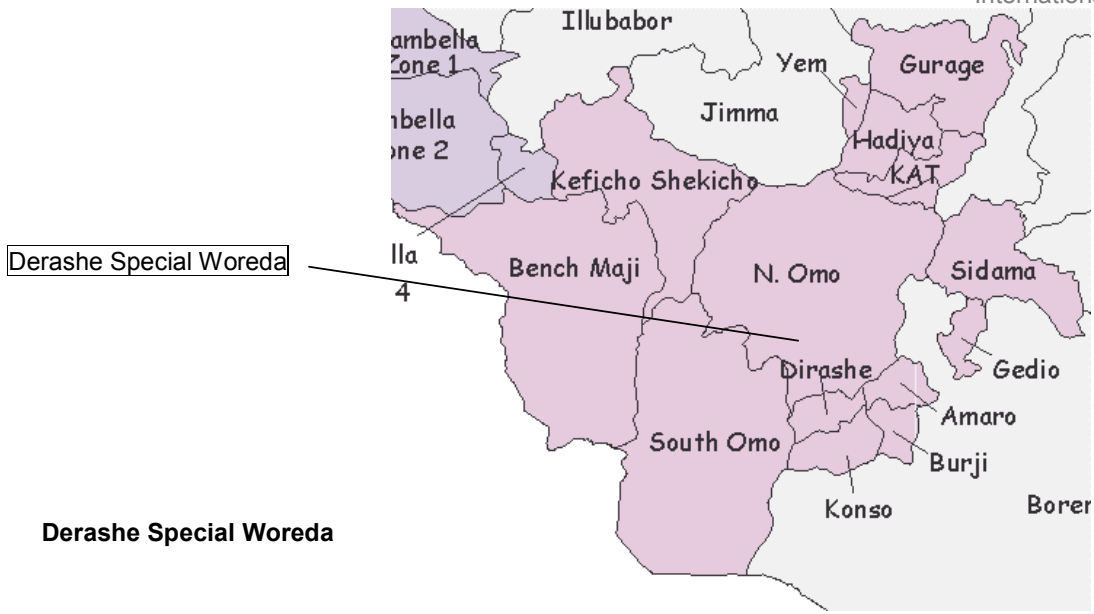 Internationa
Illubabor
ambella
Zone 1
Yem
Gurage
Jimma
nbella
one 2
Hadiya
KAT
Keficho Shekicho
lla
4
Derashe Special Woreda
Bench Maji
N. Omo
Sidama
Dirashe
Gedio
Amaro
South Omo
Burji
Konso
Borer
Derashe Special Woreda